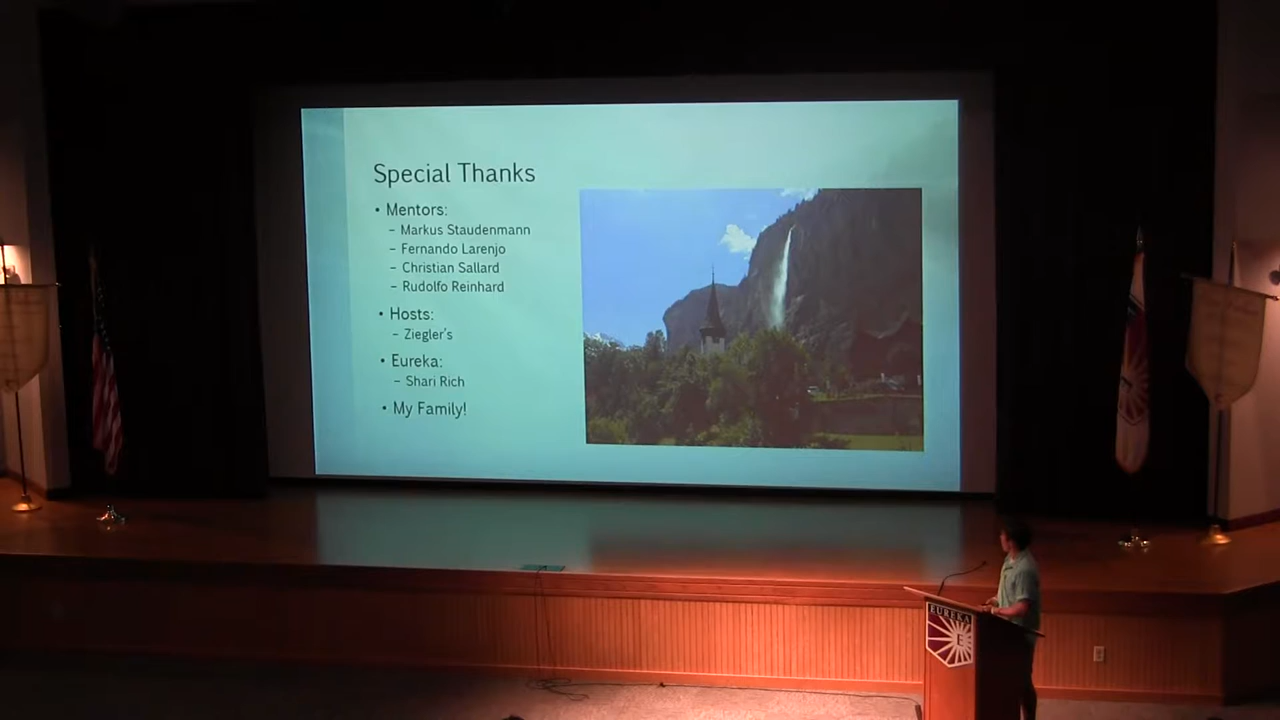 Special Thanks
• Mentors:
– Markus Staudenmann
– Fernando Larenjo
– Christian Sallard
– Rudolfo Reinhard
• Hosts:
– Ziegler's
• Eureka:
– Shari Rich
• My Family!
EUREKA
E